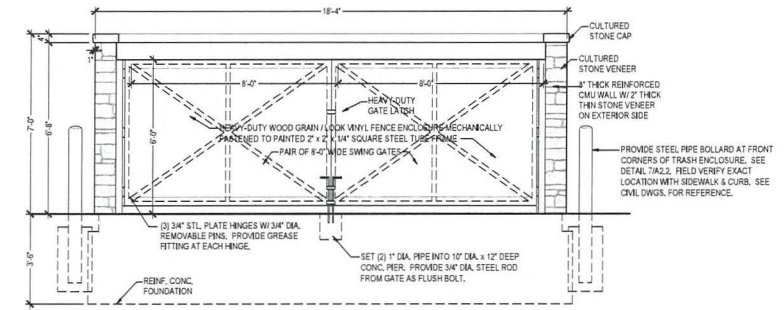 18'-4"
CULTURED
STONE CAP
4"
1"
CULTURED
STONE VENEER
8'-0"
8'-0"
8" THICK REINFORCED
CMU WALL W/ 2" THICK
THIN STONE VENEER
ON EXTERIOR SIDE
HEAVY-DUTY
GATE LATCH
7'-0"
6'-8"
6'-0"
HEAVY-DUTY WOOD GRAIN / LOOK VINYL FENCE ENCLOSURE MECHANICALLY
FASTENED TO PAINTED 2" x 2" x 1/4" SQUARE STEEL TUBE FRAME
PAIR OF 8'-0" WIDE SWING GATES
PROVIDE STEEL PIPE BOLLARD AT FRONT
CORNERS OF TRASH ENCLOSURE. SEE
DETAIL 7/A2.2. FIELD VERIFY EXACT
LOCATION WITH SIDEWALK & CURB. SEE
CIVIL DWGS. FOR REFERENCE.
(3) 3/4" STL. PLATE HINGES W/ 3/4" DIA.
REMOVABLE PINS. PROVIDE GREASE
FITTING AT EACH HINGE.
SET (2) 1" DIA. PIPE INTO 10" DIA. x 12" DEEP
CONC. PIER. PROVIDE 3/4" DIA. STEEL ROD
FROM GATE AS FLUSH BOLT.
3'-6"
REINF. CONC.
FOUNDATION